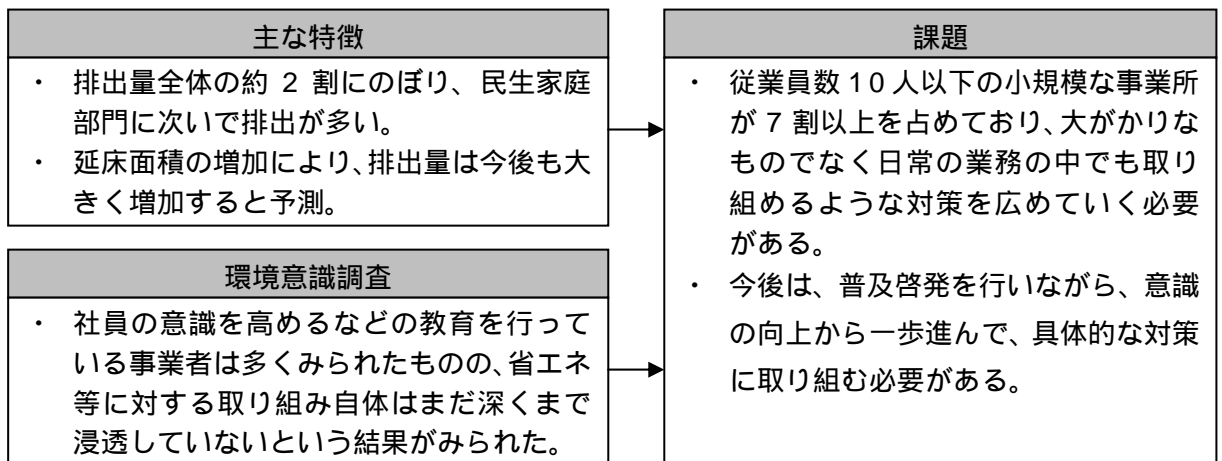 主な特徴
・ 排出量全体の約 2 割にのぼり、民生家庭
部門に次いで排出が多い。
・ 延床面積の増加により、排出量は今後も大
きく増加すると予測。
環境意識調査
・ 社員の意識を高めるなどの教育を行って
いる事業者は多くみられたものの、省エネ
等に対する取り組み自体はまだ深くまで
浸透していないという結果がみられた。
課題
・ 従業員数 10 人以下の小規模な事業所
が 7 割以上を占めており、大がかりな
ものでなく日常の業務の中でも取り
組めるような対策を広めていく必要
がある。
・ 今後は、普及啓発を行いながら、意識
の向上から一歩進んで、具体的な対策
に取り組む必要がある。